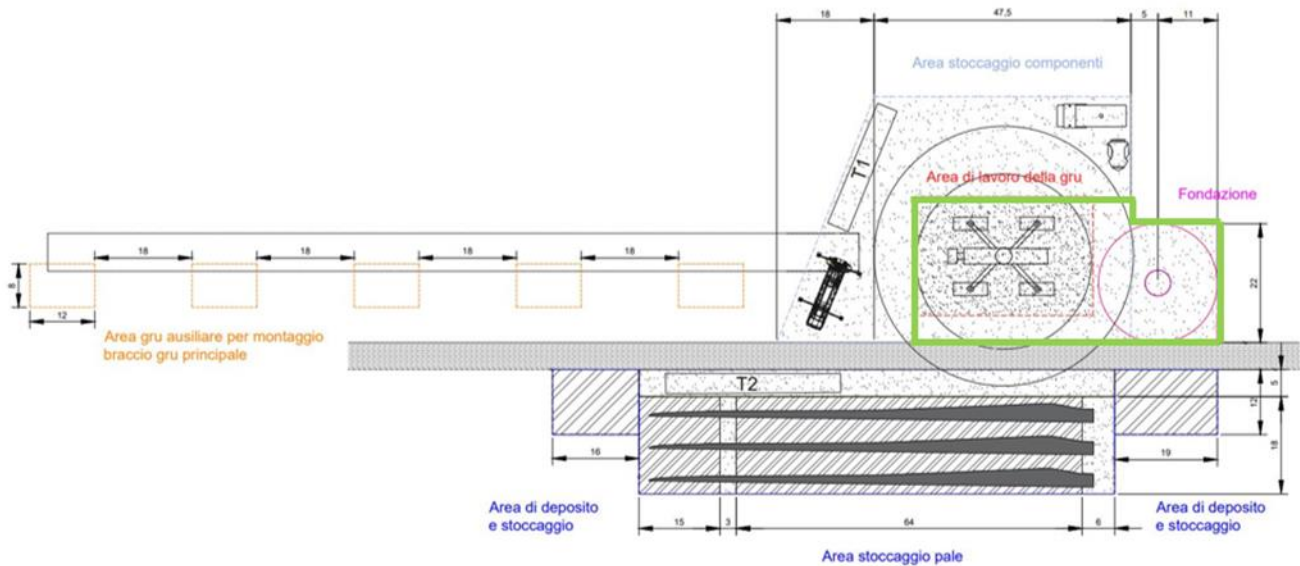 18
47,5
5
11
Area stoccaggio componenti
T1
Area di lavoro della gru
Fondazione
18
18
18
18
8
12
22
Area gru ausiliare per montaggio
braccio gru principale
T2
5
12
18
16
19
Area di deposito
e stoccaggio
15
3
64
6
Area di deposito
e stoccaggio
Area stoccaggio pale